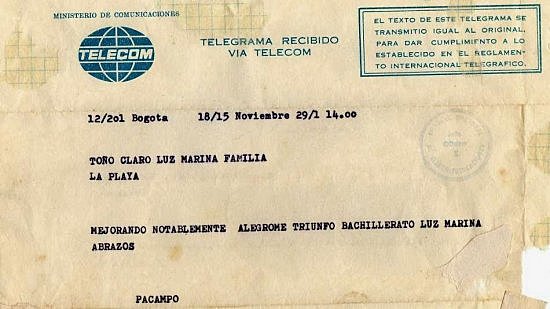 MINISTERIO DE COMUNICACIONES
TELECOM
TELEGRAMA RECIBIDO
VIA TELECOM
EL TEXTO DE ESTE TELEGRAMA SE
TRANSMITIO IGUAL AL ORIGINAL,
PARA DAR CUMPLIMIENTO A LO
ESTABLECIDO EN EL REGLAMEN-
TO INTERNACIONAL TELEGRAFICO.
12/2ol Bogota 18/15 Noviembre 29/1 14.oo
TOÑO CLARO LUZ MARINA FAMILIA
LA PLAYA
MEJORANDO NOTABLEMENTE ALEGROME TRIUNFO BACHILLERATO LUZ MARINA
ABRAZOS
PACAMPO